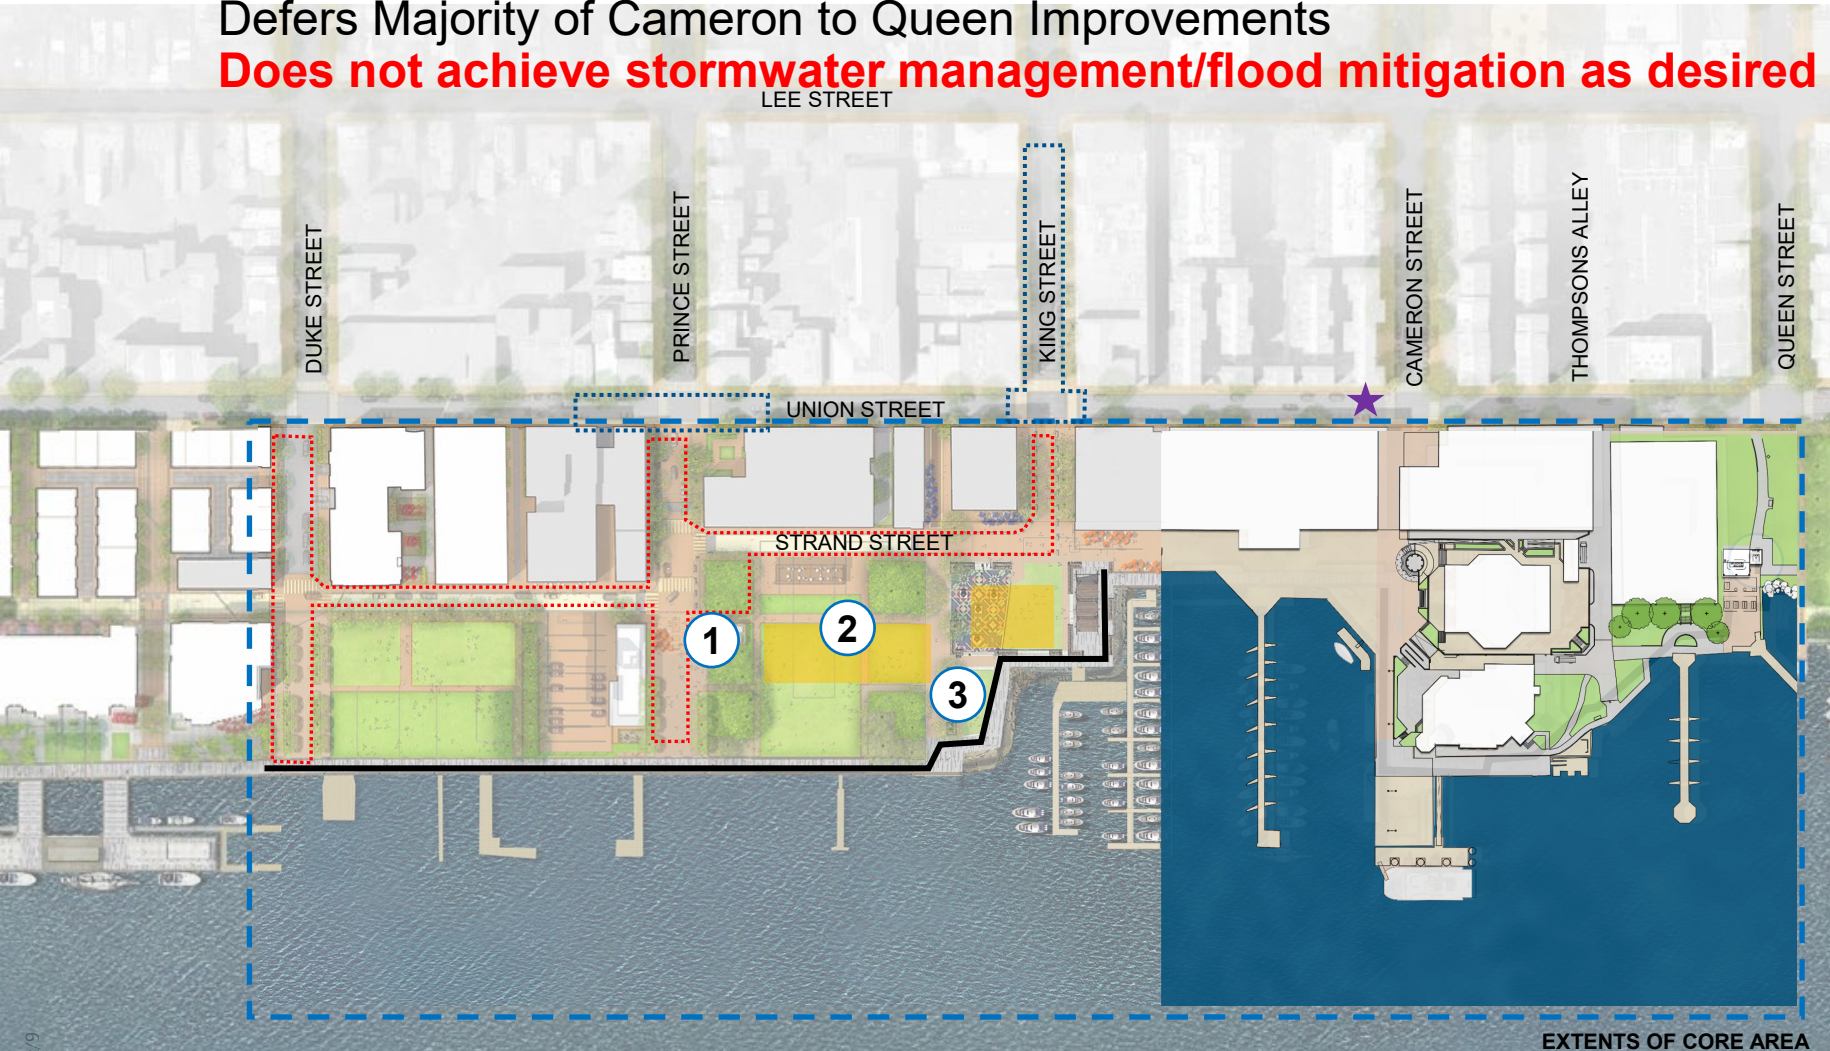 Defers Majority of Cameron to Queen Improvements
Does not achieve stormwater management/flood mitigation as desired
LEE STREET
DUKE STREET
PRINCE STREET
KING STREET
CAMERON STREET
THOMPSONS ALLEY
QUEEN STREET
UNION STREET
STRAND STREET
1
2
3
EXTENTS OF CORE AREA